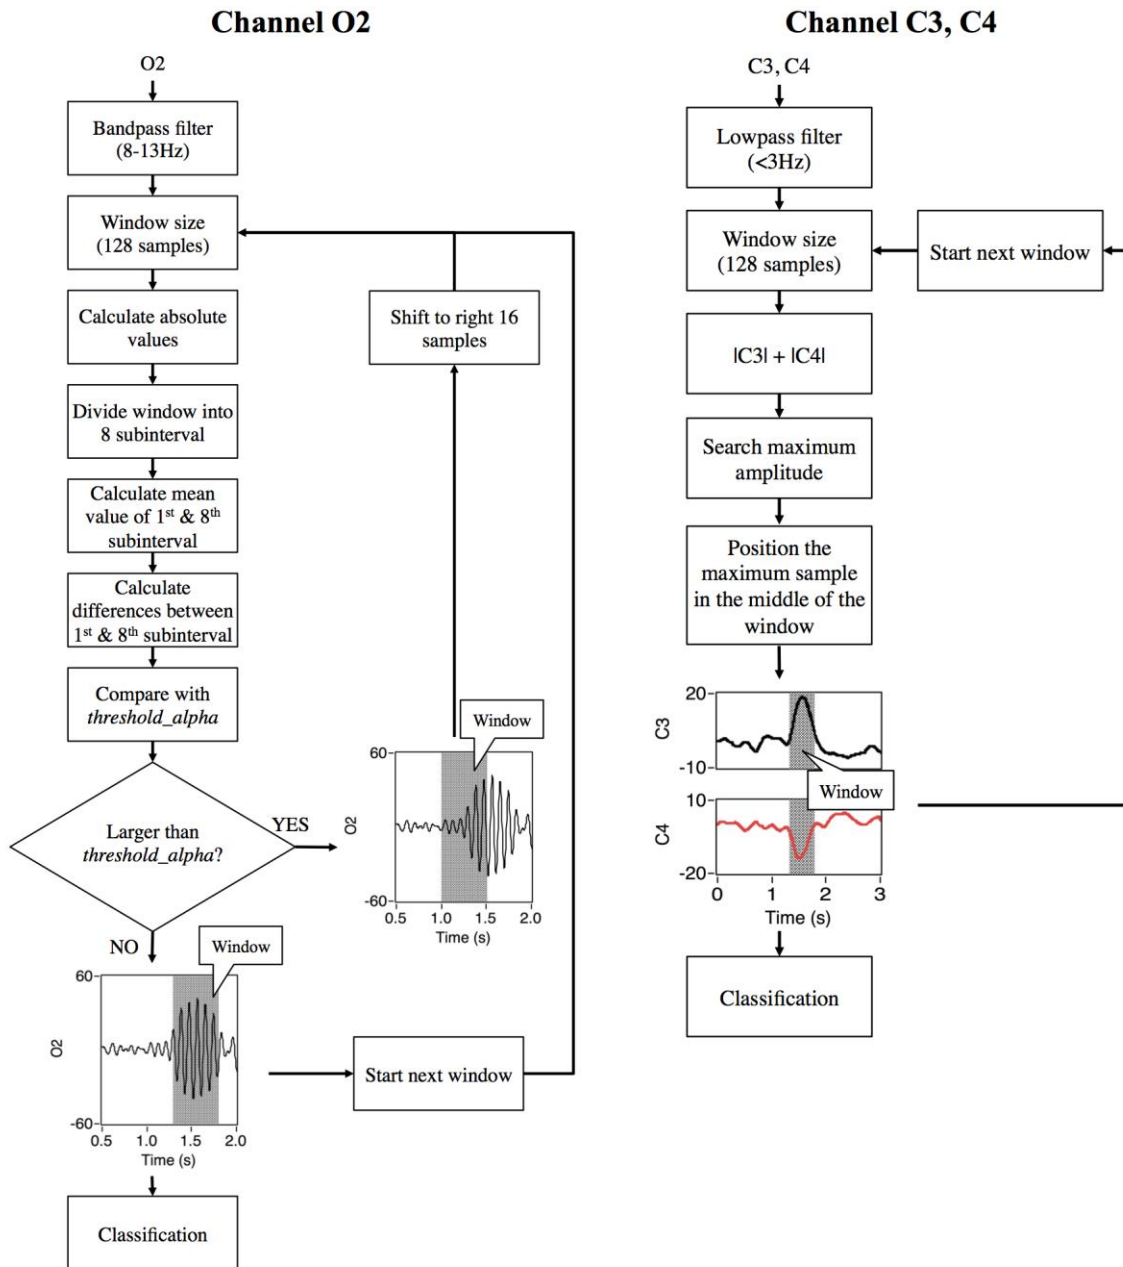 Channel O2
O2
Bandpass filter
(8-13Hz)
Window size
(128 samples)
Calculate absolute
values
Divide window into
8 subinterval
Calculate mean
value of 1st & 8th
subinterval
Calculate
differences between
1st & 8th subinterval
Compare with
threshold_alpha
Larger than
threshold_alpha?
YES
NO
Shift to right 16
samples
Window
60
-60
O2
0.5 1.0 1.5 2.0
Time (s)
Window
60
-60
O2
0.5 1.0 1.5 2.0
Time (s)
Start next window
Classification
Channel C3, C4
C3, C4
Lowpass filter
(<3Hz)
Window size
(128 samples)
Start next window
|C3| + |C4|
Search maximum
amplitude
Position the
maximum sample
in the middle of the
window
20
-10
C3
Window
10
-20
C4
0 1 2 3
Time (s)
Classification